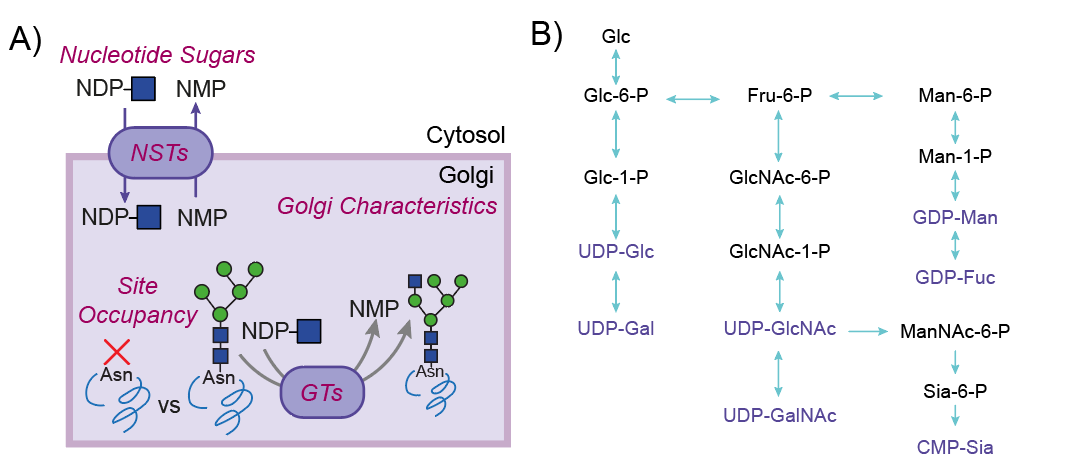 A)
Nucleotide Sugars
NDP NMP
NSTs
Cytosol
Golgi
NDP NMP
Golgi Characteristics
Site
Occupancy
NMP
NDP
Asn
Asn
Asn
vs
GTs
B)
Glc
Glc-6-P Fru-6-P Man-6-P
Man-1-P
Glc-1-P GlcNAc-6-P
GDP-Man
UDP-Glc GlcNAc-1-P
GDP-Fuc
UDP-Gal UDP-GlcNAc ManNAc-6-P
Sia-6-P
UDP-GalNAc
CMP-Sia